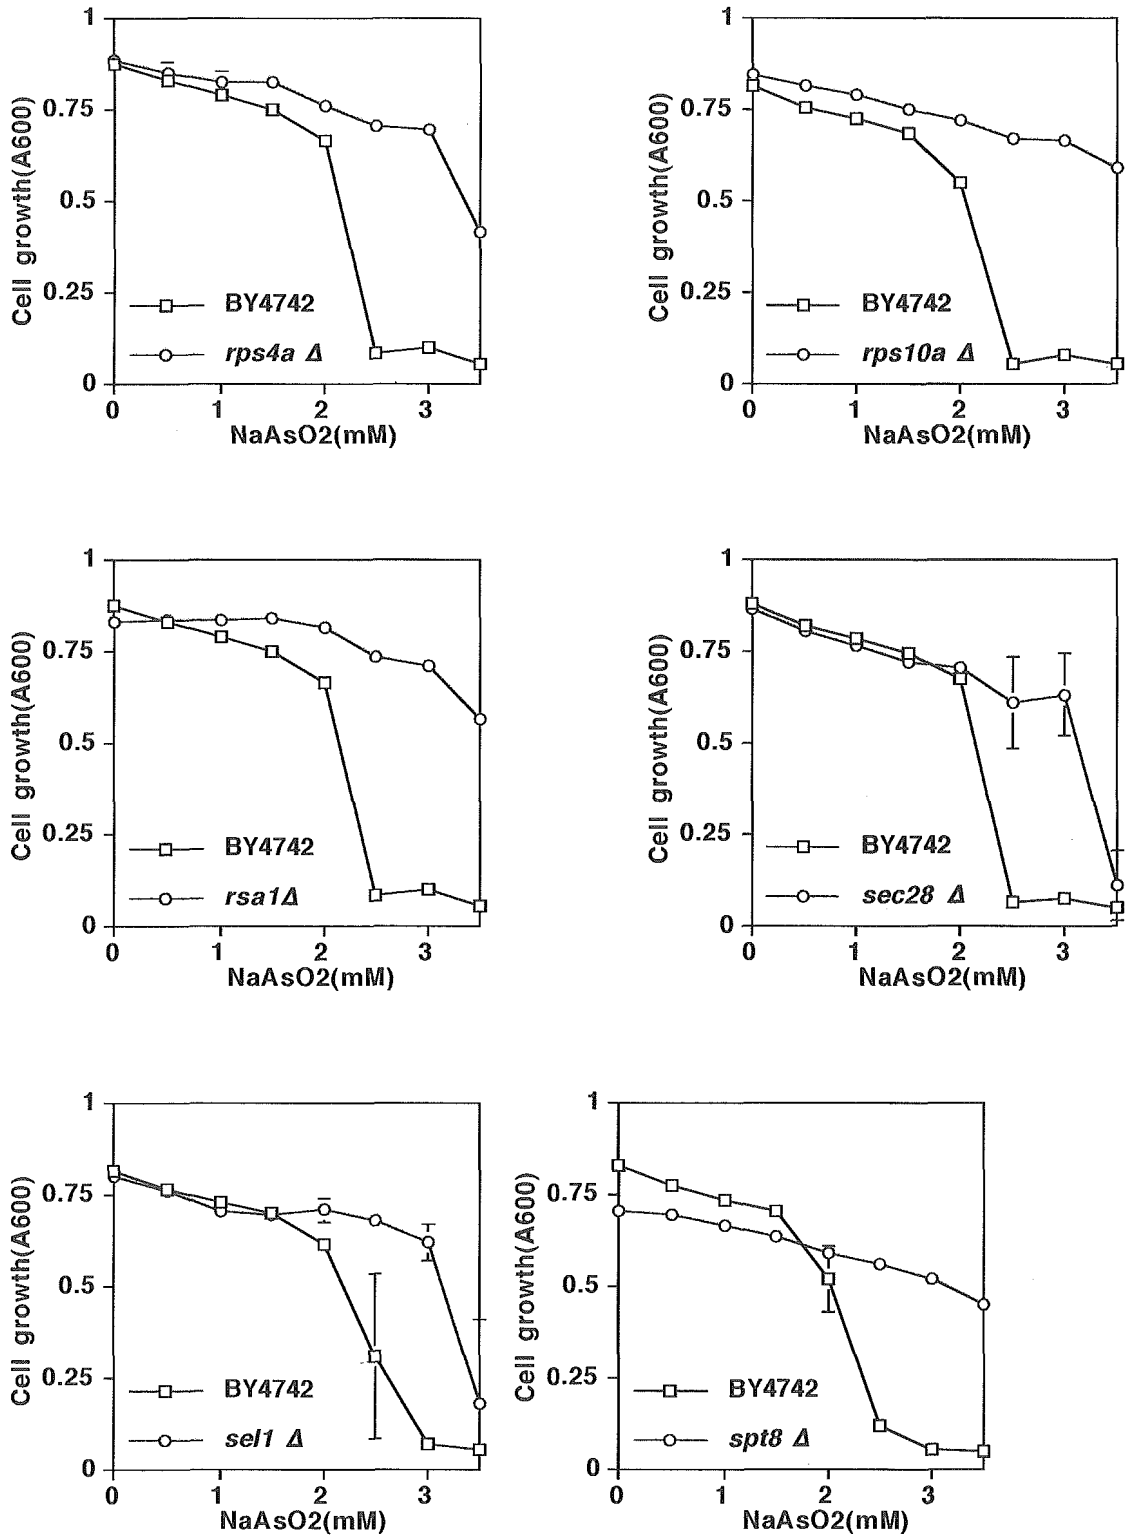 1
0.75
0.5
0.25
0
Cell growth(A600)
BY4742
rps4a Δ
0 1 2 3
NaAsO2(mM)
1
0.75
0.5
0.25
0
Cell growth(A600)
BY4742
rps10a Δ
0 1 2 3
NaAsO2(mM)
1
0.75
0.5
0.25
0
Cell growth(A600)
BY4742
rsa1Δ
0 1 2 3
NaAsO2(mM)
1
0.75
0.5
0.25
0
Cell growth(A600)
BY4742
sec28 Δ
0 1 2 3
NaAsO2(mM)
1
0.75
0.5
0.25
0
Cell growth(A600)
BY4742
sel1 Δ
0 1 2 3
NaAsO2(mM)
1
0.75
0.5
0.25
0
Cell growth(A600)
BY4742
spt8 Δ
0 1 2 3
NaAsO2(mM)